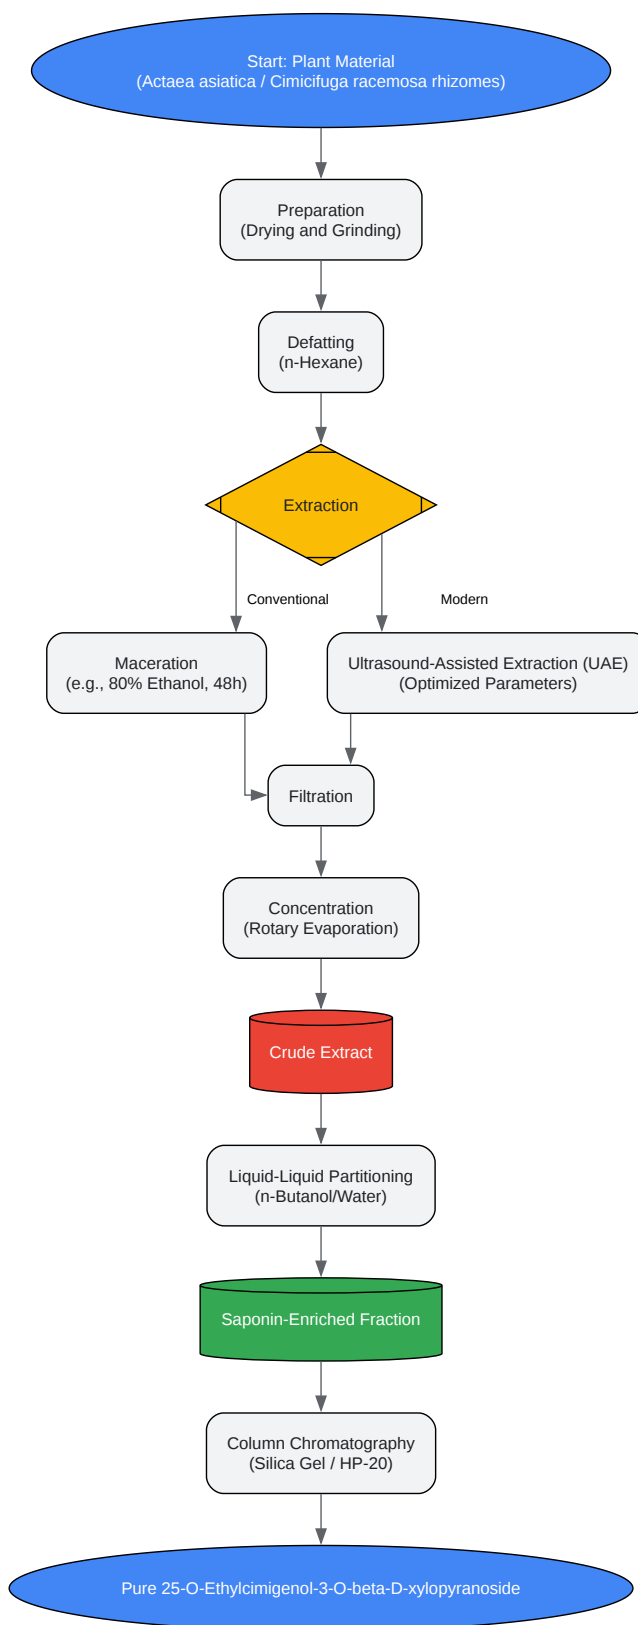 Start: Plant Material
(Actaea asiatica / Cimicifuga racemosa rhizomes)
Preparation
(Drying and Grinding)
Defatting
(n-Hexane)
Extraction
Conventional
Modern
Maceration
(e.g., 80% Ethanol, 48h)
Ultrasound-Assisted Extraction (UAE)
(Optimized Parameters)
Filtration
Concentration
(Rotary Evaporation)
Crude Extract
Liquid-Liquid Partitioning
(n-Butanol/Water)
Saponin-Enriched Fraction
Column Chromatography
(Silica Gel / HP-20)
Pure 25-O-Ethylcimigenol-3-O-beta-D-xylopyranoside